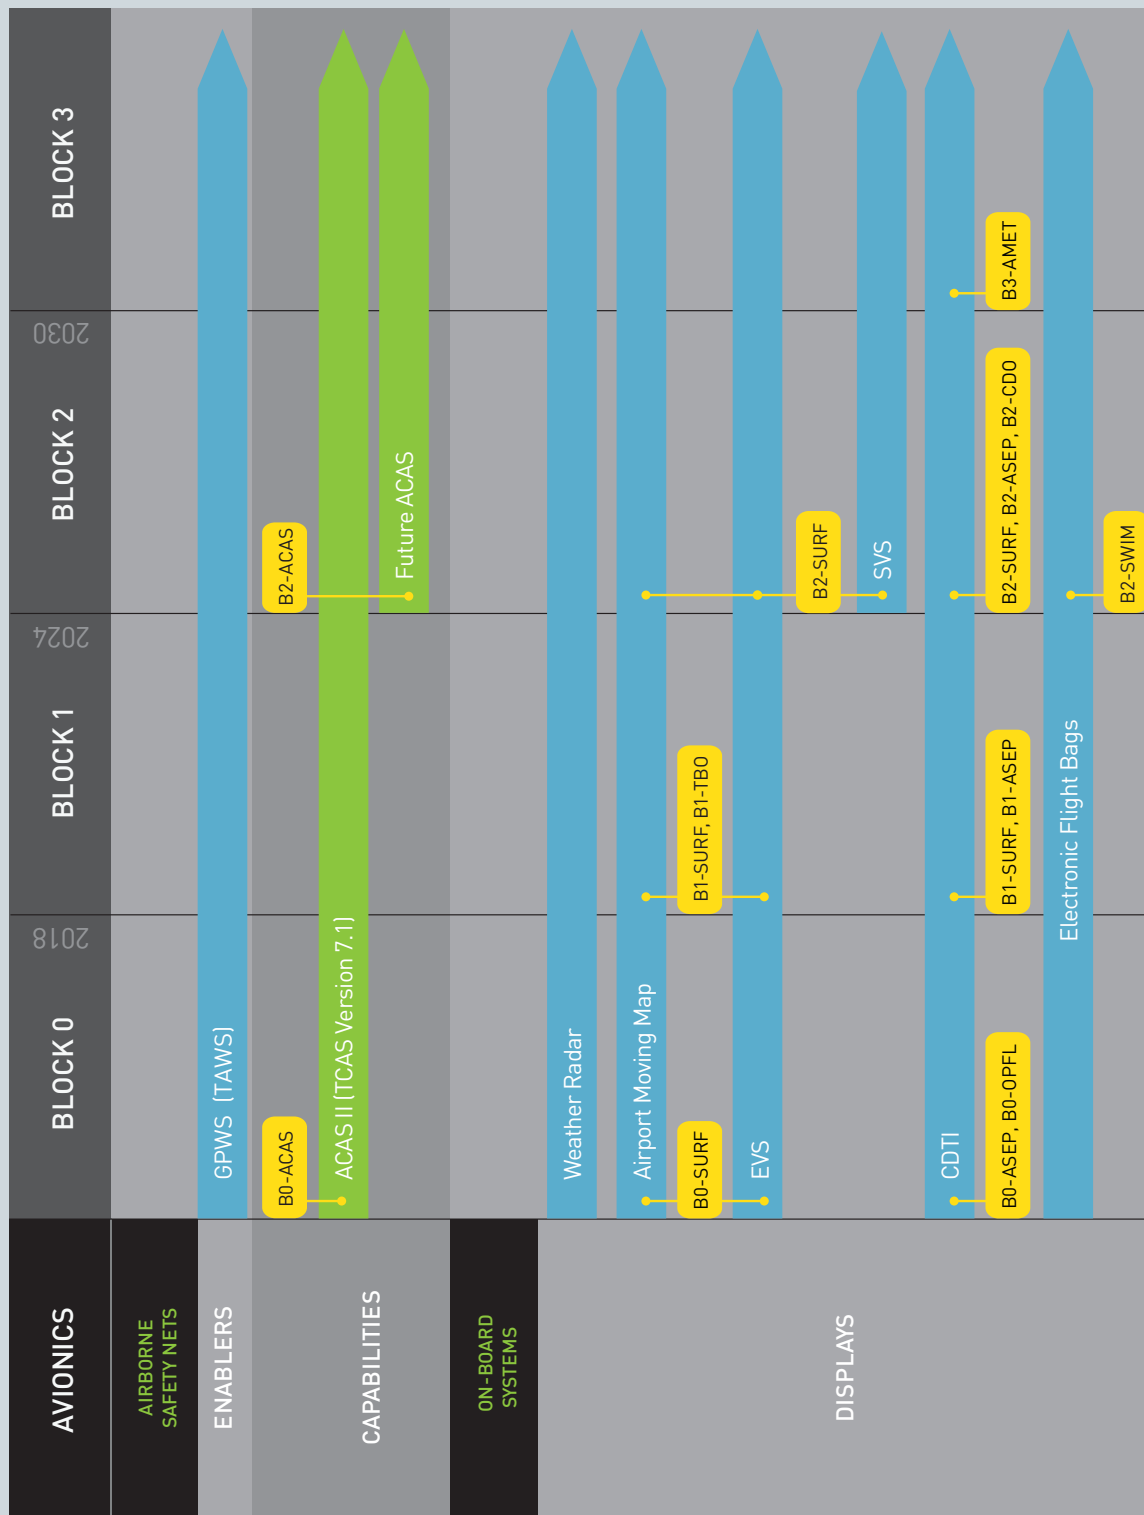 AVIONICS
BLOCK 0
2018
BLOCK 1
2024
BLOCK 2
2030
BLOCK 3
AIRBORNE
SAFETY NETS
ENABLERS
GPWS (TAWS)
CAPABILITIES
B0-ACAS
B2-ACAS
ACAS II (TCAS Version 7.1)
Future ACAS
ON-BOARD
SYSTEMS
DISPLAYS
Weather Radar
Airport Moving Map
B0-SURF
B1-SURF, B1-TBO
EVS
B2-SURF
SVS
CDTI
B0-ASEP, B0-OPFL
B1-SURF, B1-ASEP
B2-SURF, B2-ASEP, B2-CDO
B3-AMET
Electronic Flight Bags
B2-SWIM